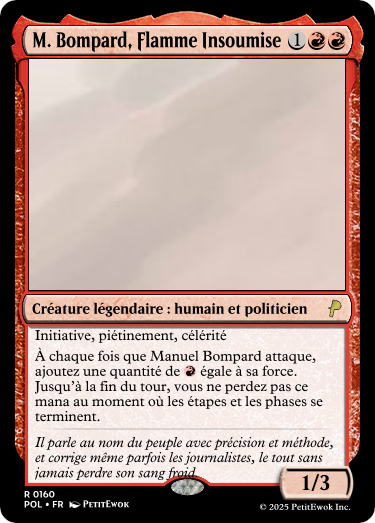 M. Bompard, Flamme Insoumise 1
Créature légendaire : humain et politicien
Initiative, piétinement, célérité
À chaque fois que Manuel Bompard attaque,
ajoutez une quantité de égale à sa force.
Jusqu'à la fin du tour, vous ne perdez pas ce
mana au moment où les étapes et les phases se
terminent.
Il parle au nom du peuple avec précision et méthode,
et corrige même parfois les journalistes, le tout sans
jamais perdre son sang froid.
1/3
R 0160
POL • FR PetitEwok
© 2025 PetitEwok Inc.